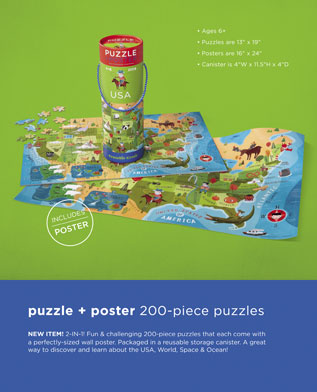 • Ages 6+
• Puzzles are 13" x 19"
• Posters are 16" x 24"
• Canister is 4"W x 11.5"H x 4"D
PUZZLE
USA
AMERICA
INCLUDES
POSTER
AMERICA
puzzle + poster 200-piece puzzles
NEW ITEM! 2-IN-1! Fun & challenging 200-piece puzzles that each come with
a perfectly-sized wall poster. Packaged in a reusable storage canister. A great
way to discover and learn about the USA, World, Space & Ocean!